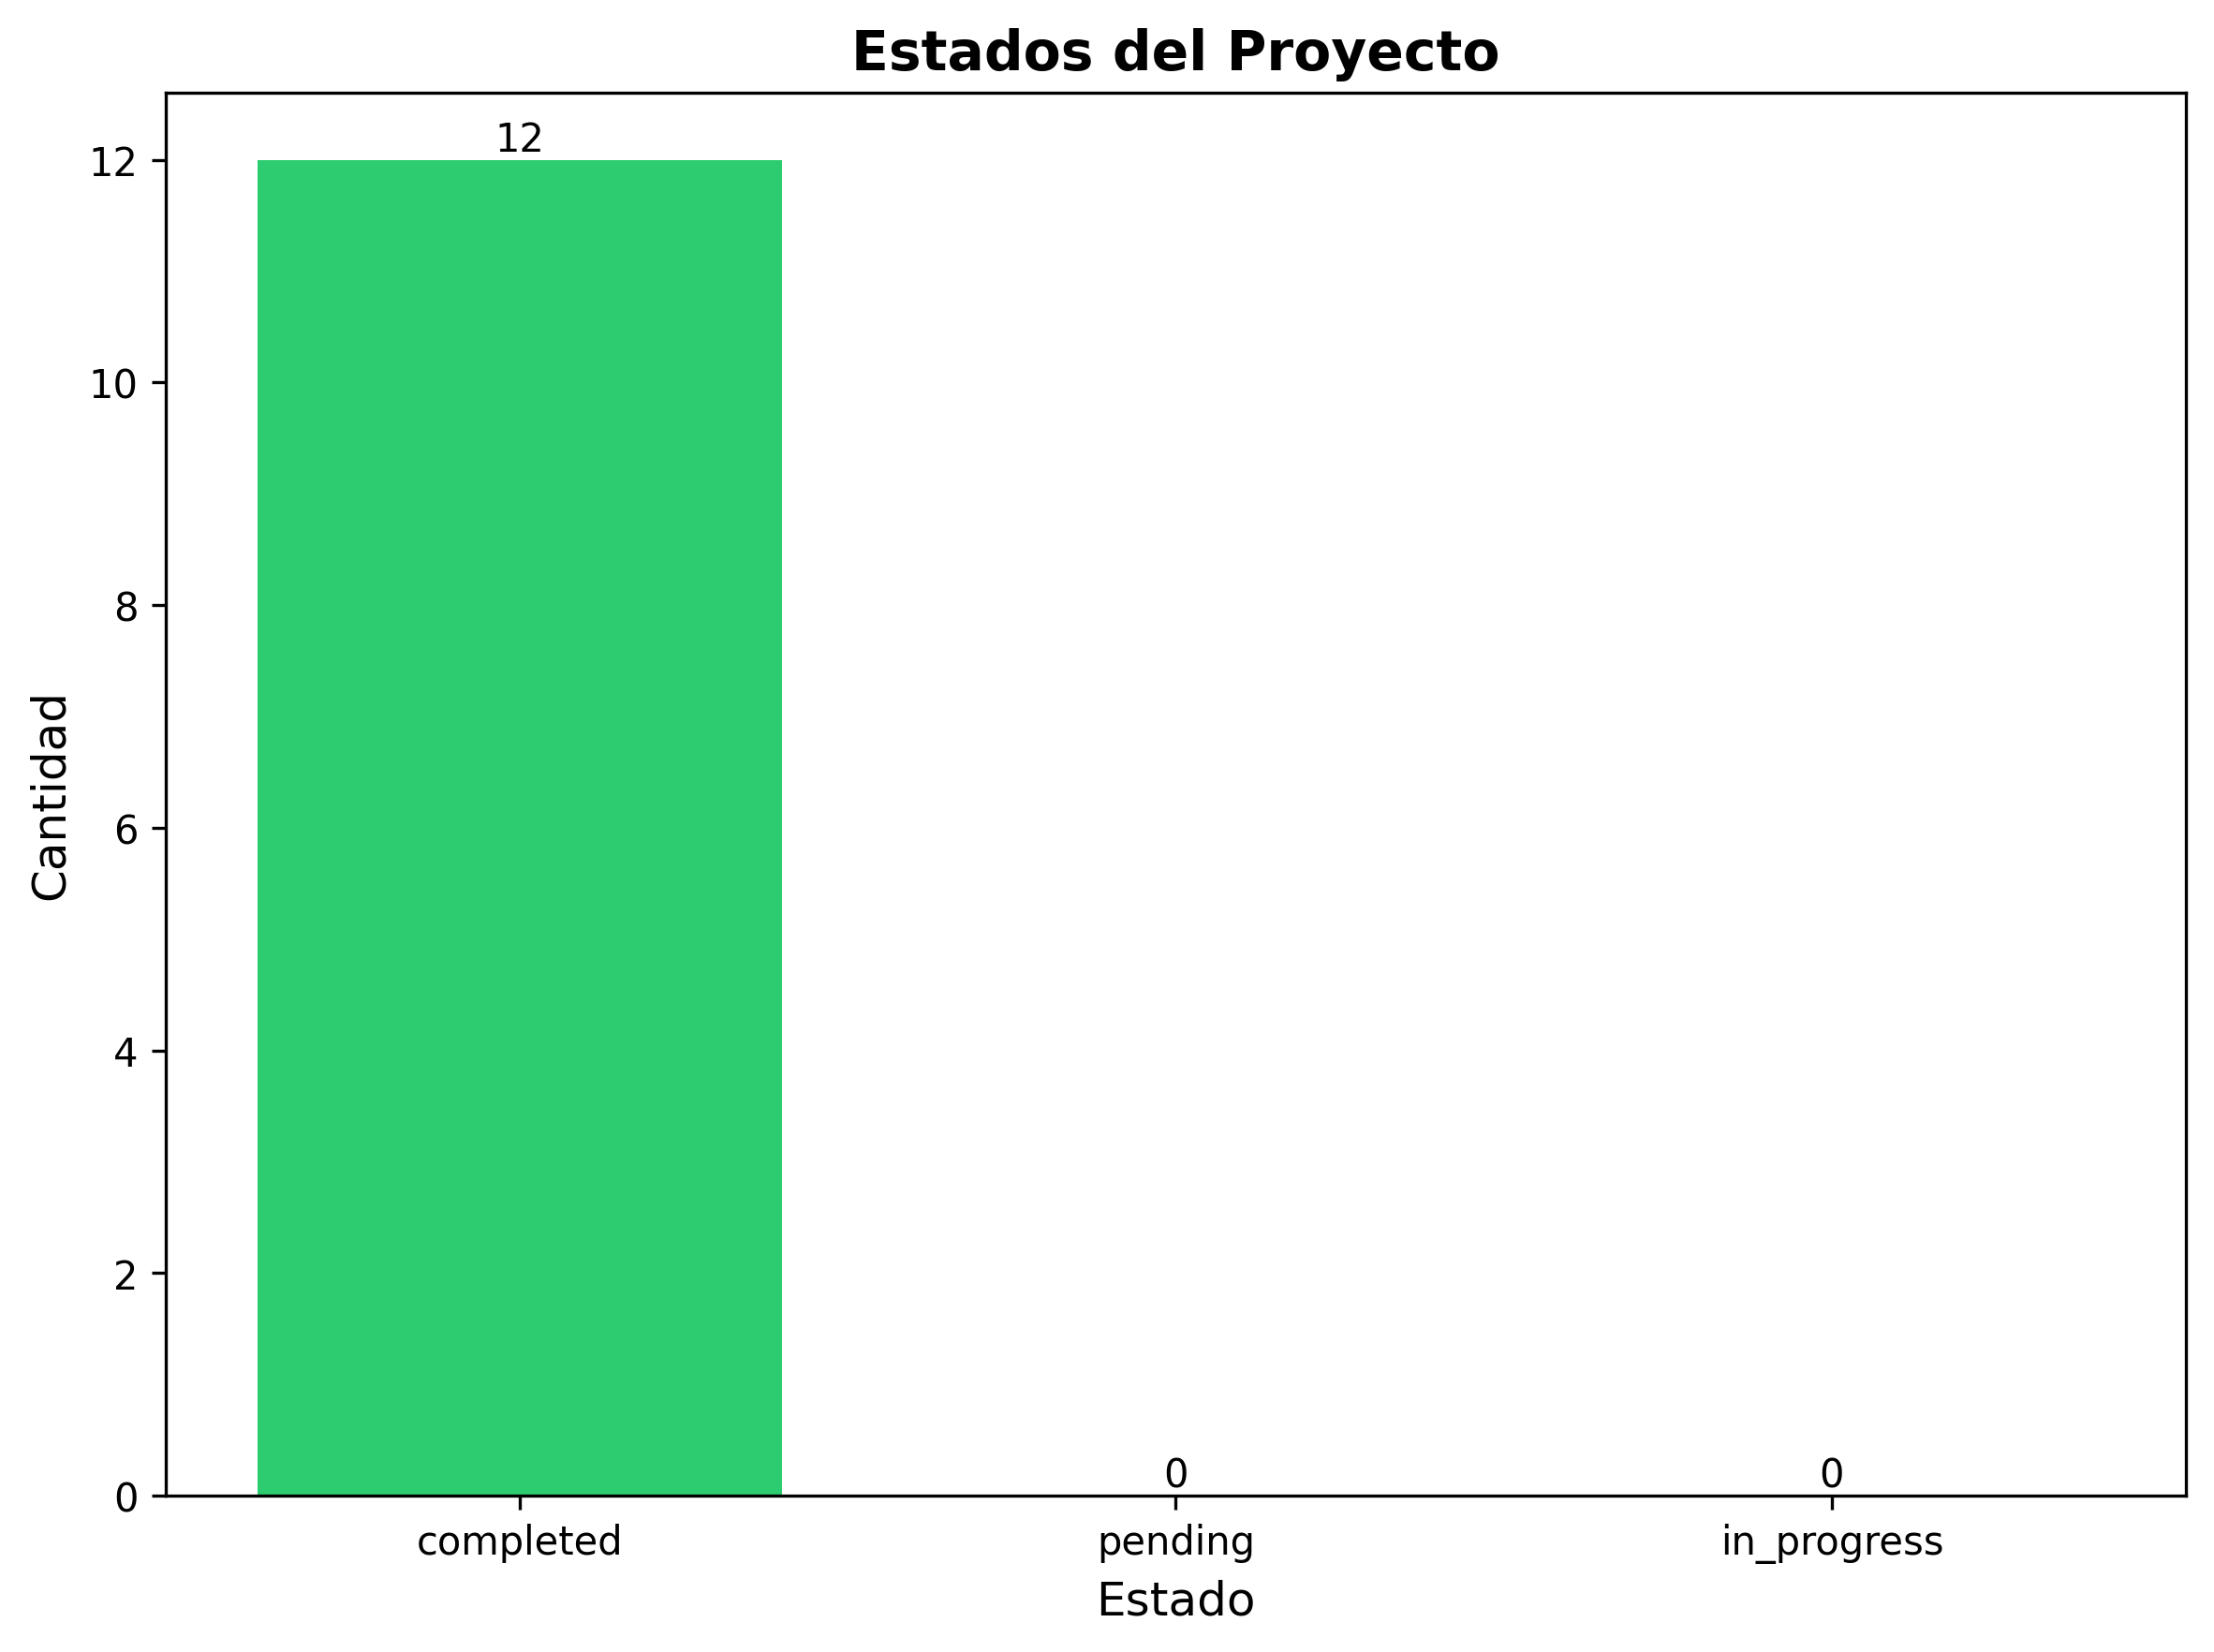 Estados del Proyecto
12
12
10
8
6
4
2
0
0
0
Cantidad
completed
pending
in_progress
Estado